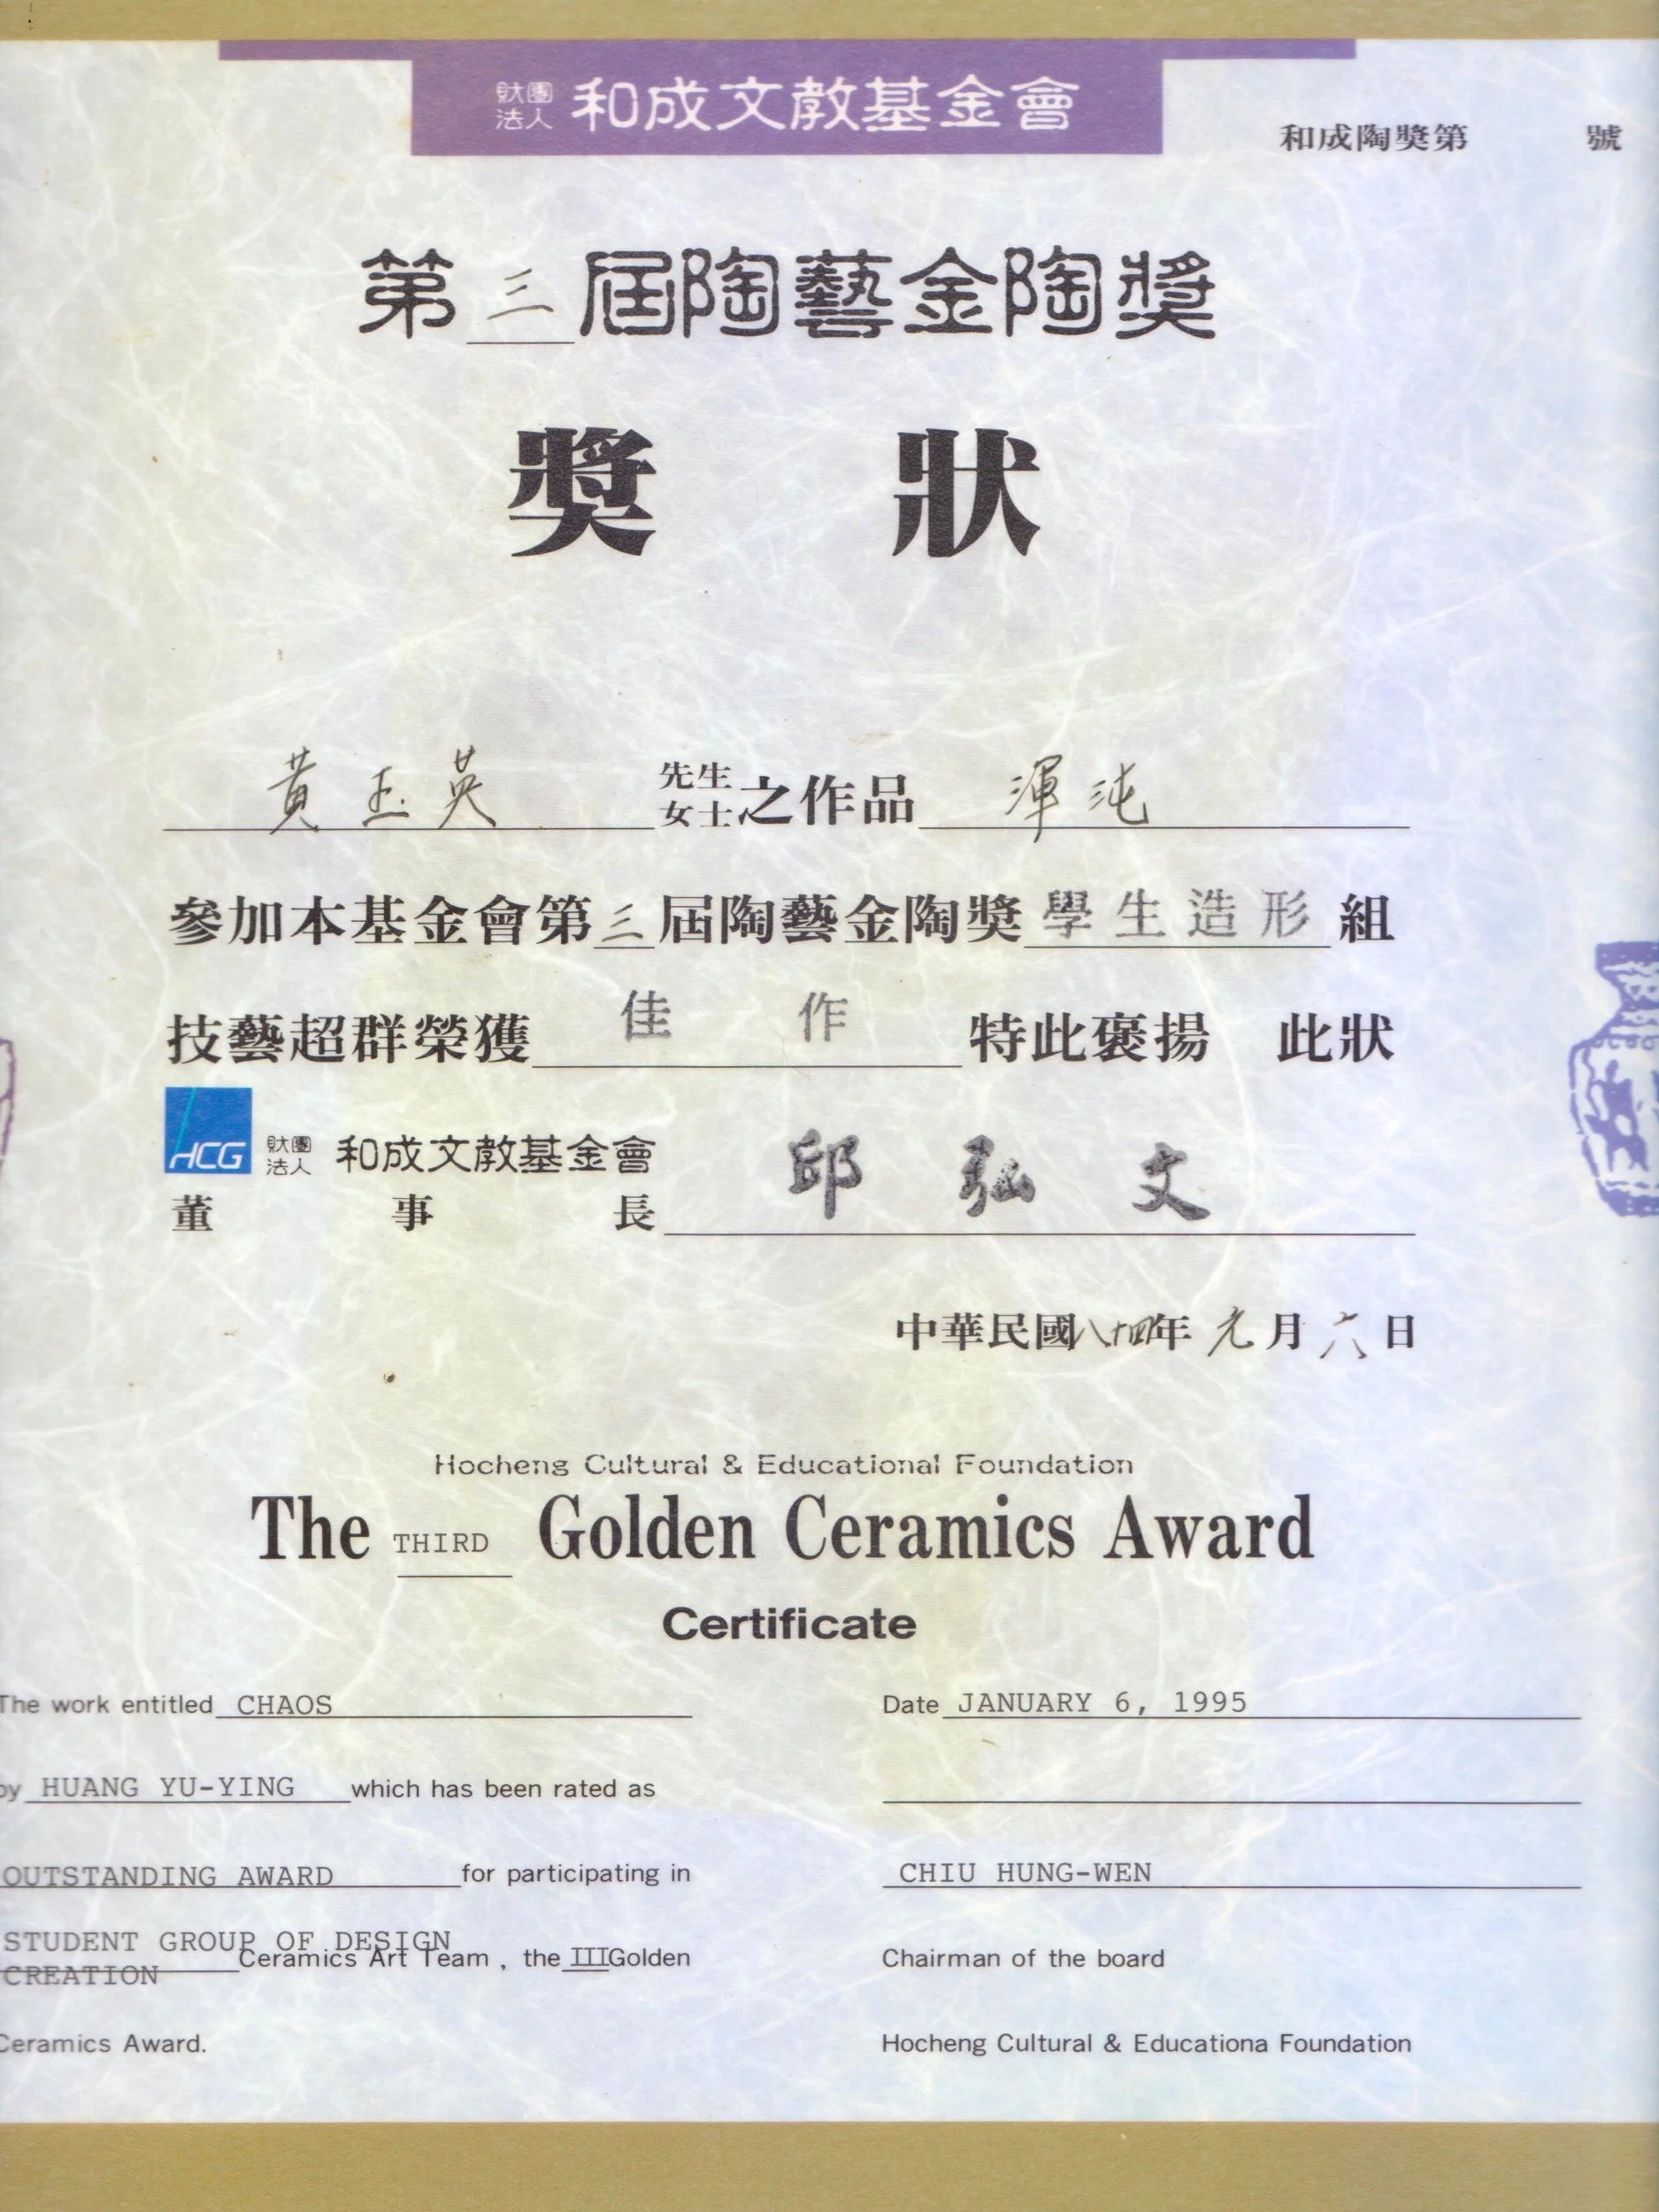 財團法人 和成文教基金會
和成陶獎第 號
第三屆陶藝金陶獎
獎 狀
黃玉英 先生女士之作品 渾沌
參加本基金會第三屆陶藝金陶獎學生造形組
技藝超群榮獲 佳 作 特此褒揚 此狀
HCG 財團法人 和成文教基金會
董 事 長 邱 弘 文
中華民國八十四年元月六日
Hocheng Cultural & Educational Foundation
The THIRD Golden Ceramics Award
Certificate
The work entitled CHAOS
by HUANG YU-YING which has been rated as
OUTSTANDING AWARD for participating in
STUDENT GROUP OF DESIGN
CREATION Ceramics Art Team , the III Golden
Ceramics Award.
Date JANUARY 6, 1995
CHIU HUNG-WEN
Chairman of the board
Hocheng Cultural & Educationa Foundation